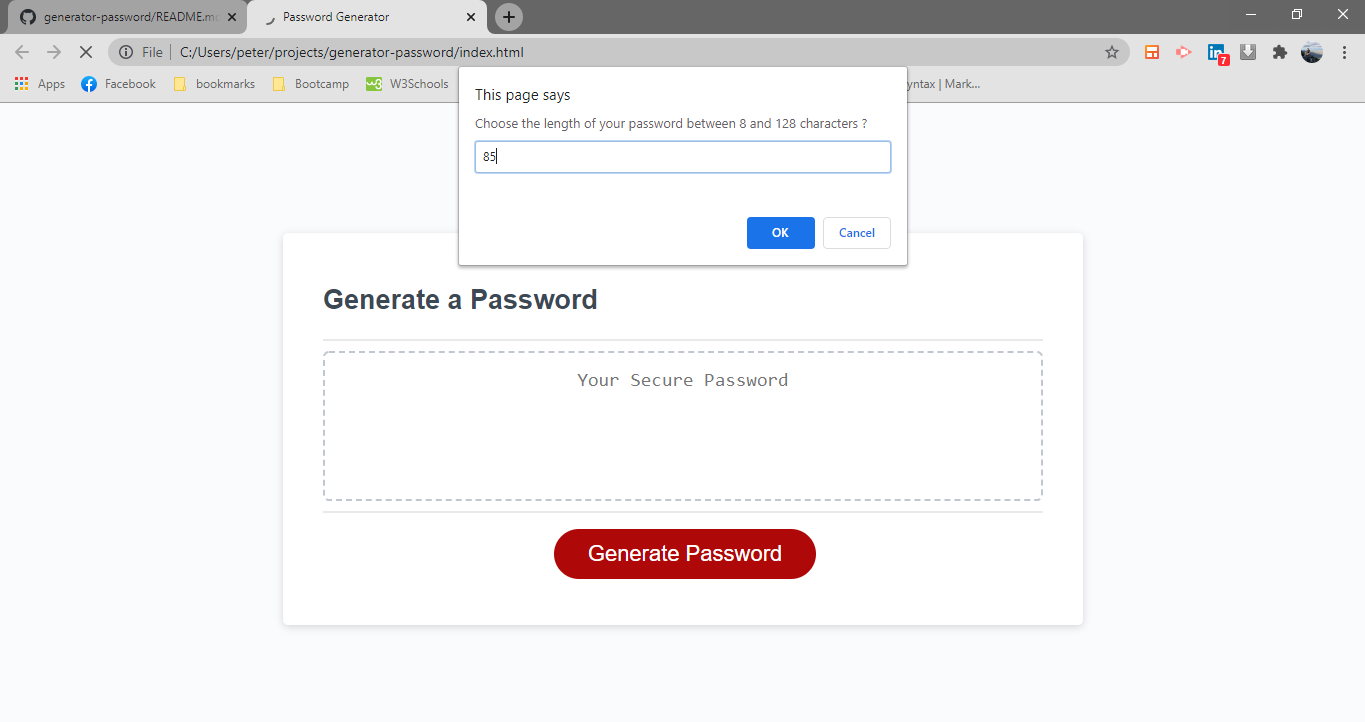 generator-password/README.md
Password Generator
File | C:/Users/peter/projects/generator-password/index.html
7
Apps
Facebook
bookmarks
Bootcamp
W3Schools
yntax | Mark...
This page says
Choose the length of your password between 8 and 128 characters ?
85
OK
Cancel
Generate a Password
Your Secure Password
Generate Password